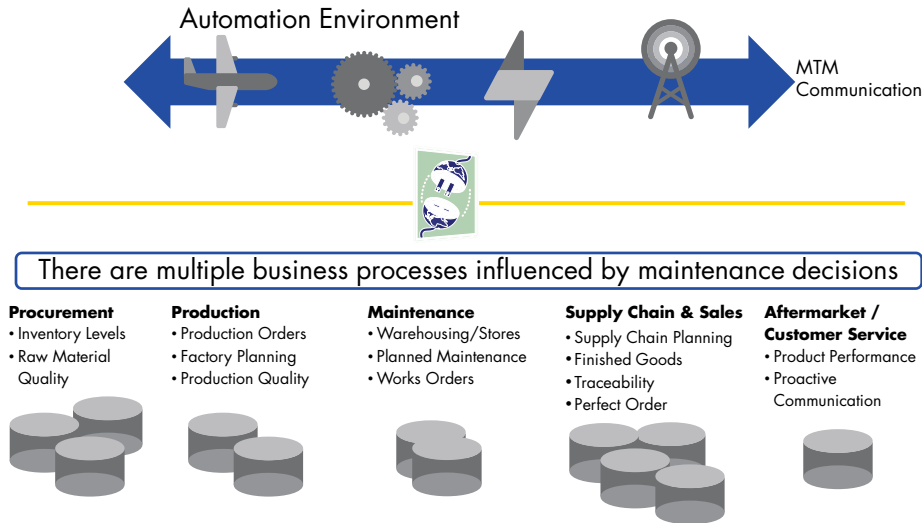 Automation Environment
MTM
Communication
There are multiple business processes influenced by maintenance decisions
Procurement
• Inventory Levels
• Raw Material
Quality
Production
• Production Orders
• Factory Planning
• Production Quality
Maintenance
• Warehousing/Stores
• Planned Maintenance
• Works Orders
Supply Chain & Sales
• Supply Chain Planning
• Finished Goods
• Traceability
• Perfect Order
Aftermarket /
Customer Service
• Product Performance
• Proactive
Communication